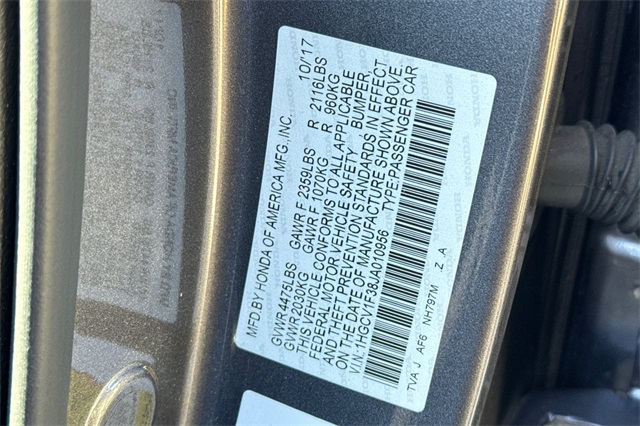 MFD.BY HONDA OF AMERICA MFG.,INC. 10/17
GVWR 4475LBS GAWR F 2359LBS R 2116LBS
GVWR 2030KG GAWR F 1070KG R 960KG
THIS VEHICLE CONFORMS TO ALL APPLICABLE
FEDERAL MOTOR VEHICLE SAFETY, BUMPER,
AND THEFT PREVENTION STANDARDS IN EFFECT
ON THE DATE OF MANUFACTURE SHOWN ABOVE.
V.I.N.:1HGCV1F38JA010956 TYPE:PASSENGER CAR
TVA J AF6 NH797M Z .A
HONDA
HONDA